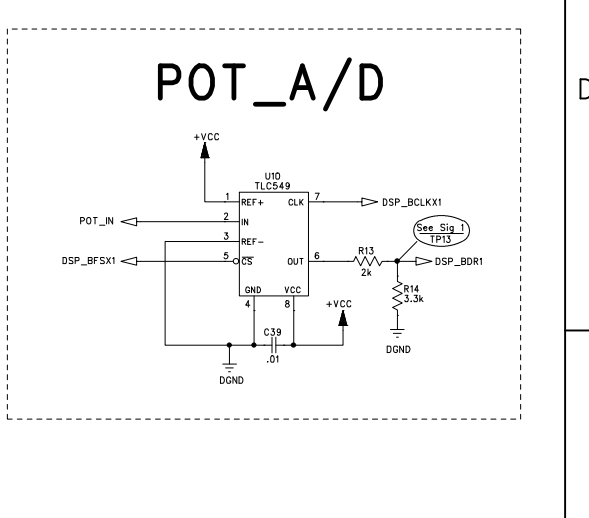 POT_A/D
D
+VCC
U10
TLC549
1 REF+ CLK 7 DSP_BCLKX1
POT_IN 2 IN
3 REF-
See Sig 1
TP13
DSP_BFSX1 5 CS OUT 6 R13 DSP_BDR1
2k
GND VCC
4 8
R14
3.3k
+VCC
C39
.01
DGND
DGND